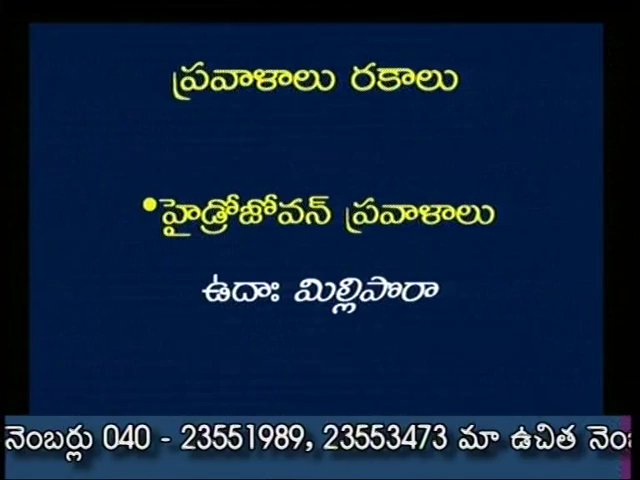 ప్రవాళాలు రకాలు
•హైడ్రోజోవన్ ప్రవాళాలు
ఉదాః మిల్లిపొరా
నెంబర్లు 040 - 23551989, 23553473 మా ఉచిత నెంబ